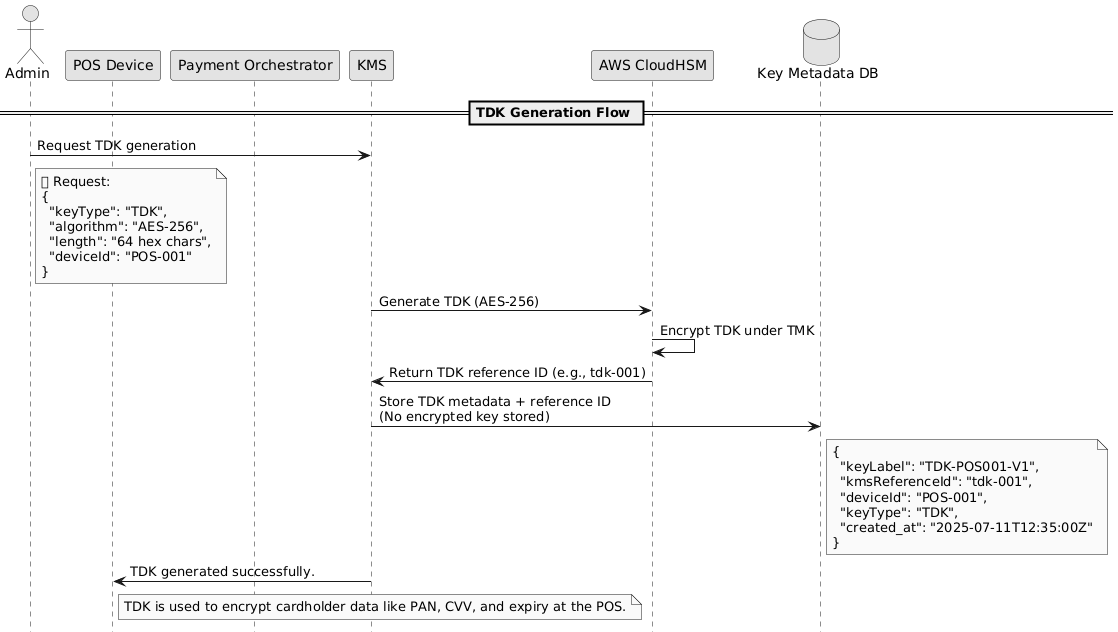 Admin
POS Device
Payment Orchestrator
KMS
AWS CloudHSM
Key Metadata DB
TDK Generation Flow
Request TDK generation
Request:
{
"keyType": "TDK",
"algorithm": "AES-256",
"length": "64 hex chars",
"deviceId": "POS-001"
}
Generate TDK (AES-256)
Encrypt TDK under TMK
Return TDK reference ID (e.g., tdk-001)
Store TDK metadata + reference ID
(No encrypted key stored)
{
"keyLabel": "TDK-POS001-V1",
"kmsReferenceId": "tdk-001",
"deviceId": "POS-001",
"keyType": "TDK",
"created_at": "2025-07-11T12:35:00Z"
}
TDK generated successfully.
TDK is used to encrypt cardholder data like PAN, CVV, and expiry at the POS.